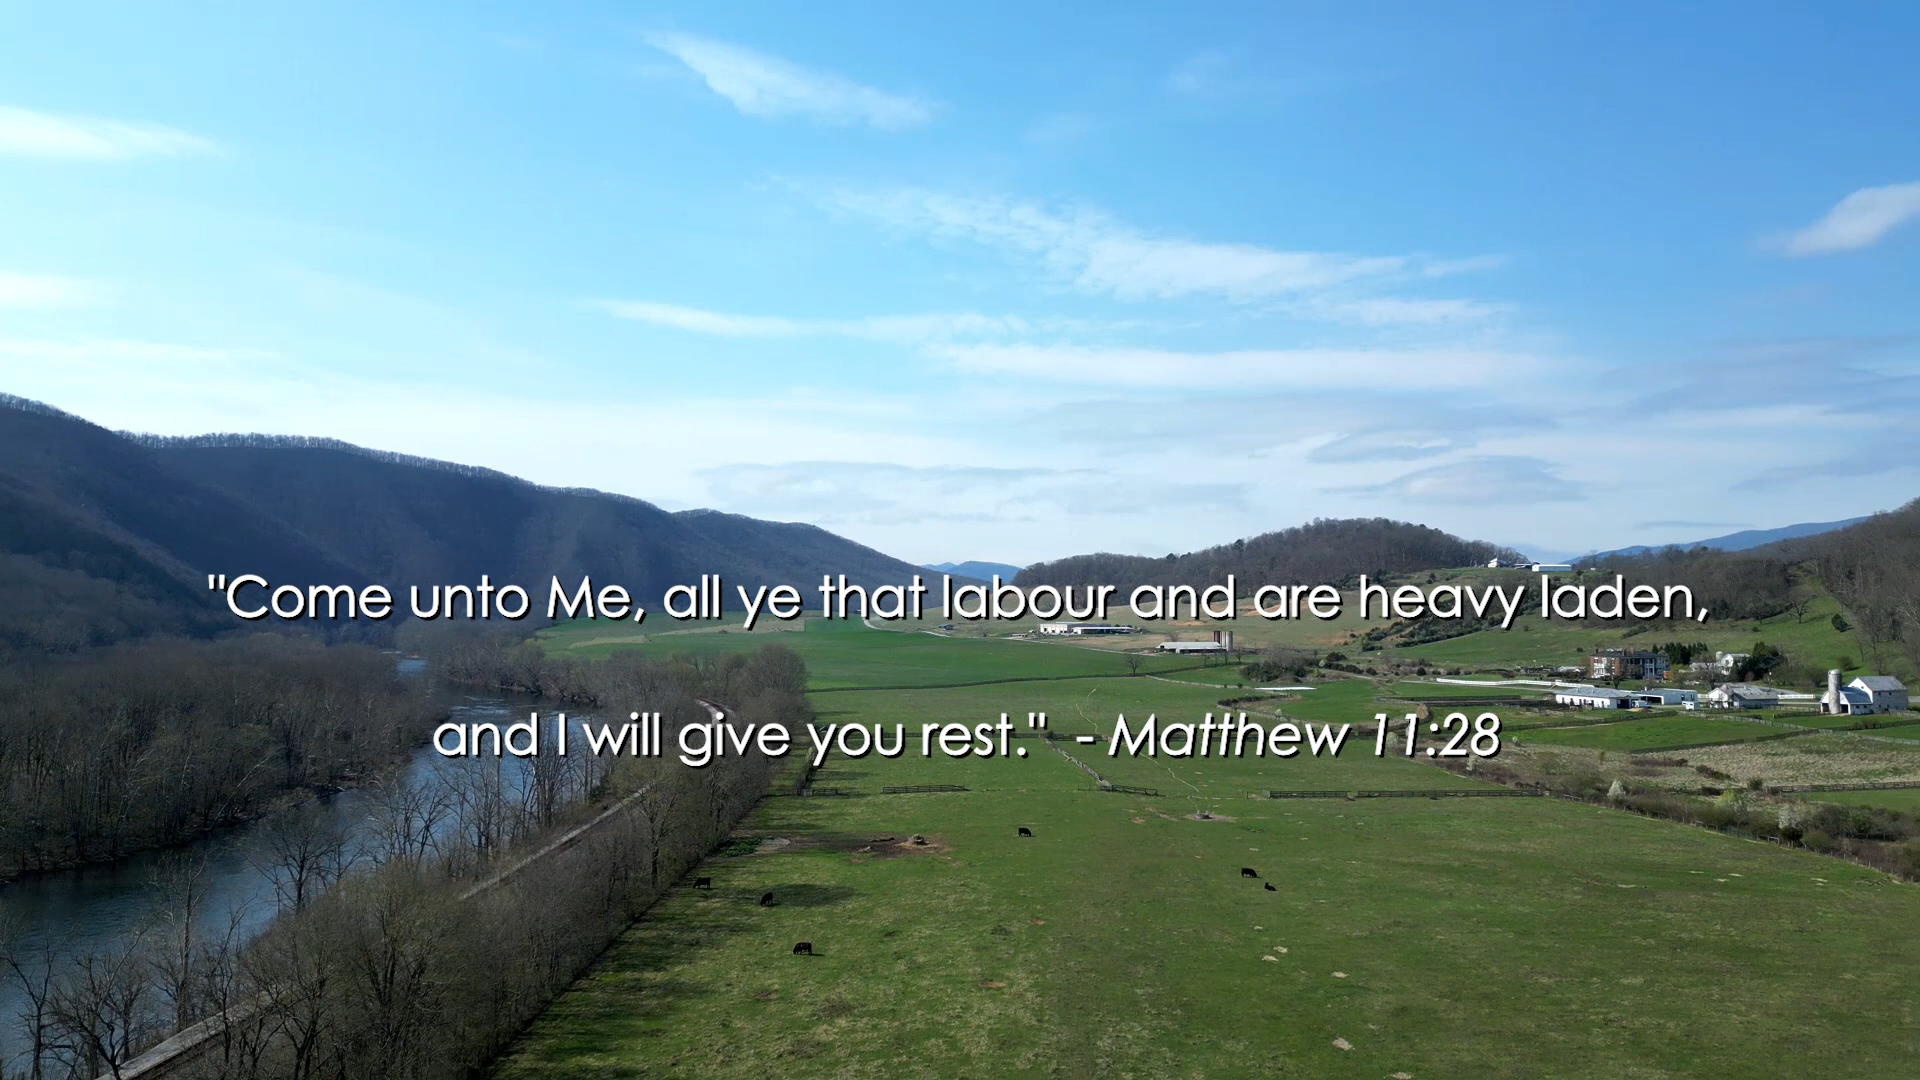 "Come unto Me, all ye that labour and are heavy laden,
and I will give you rest." - Matthew 11:28